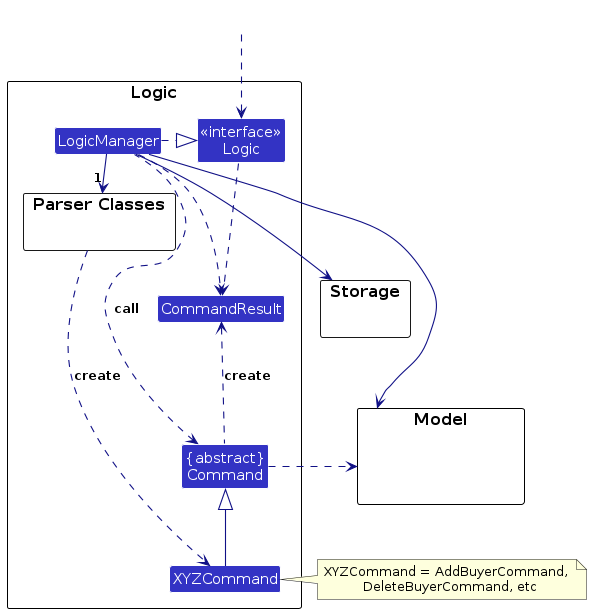 Logic
LogicManager
«interface»
Logic
1
Parser Classes
Storage
CommandResult
call
create
create
Model
{abstract}
Command
XYZCommand
XYZCommand = AddBuyerCommand,
DeleteBuyerCommand, etc